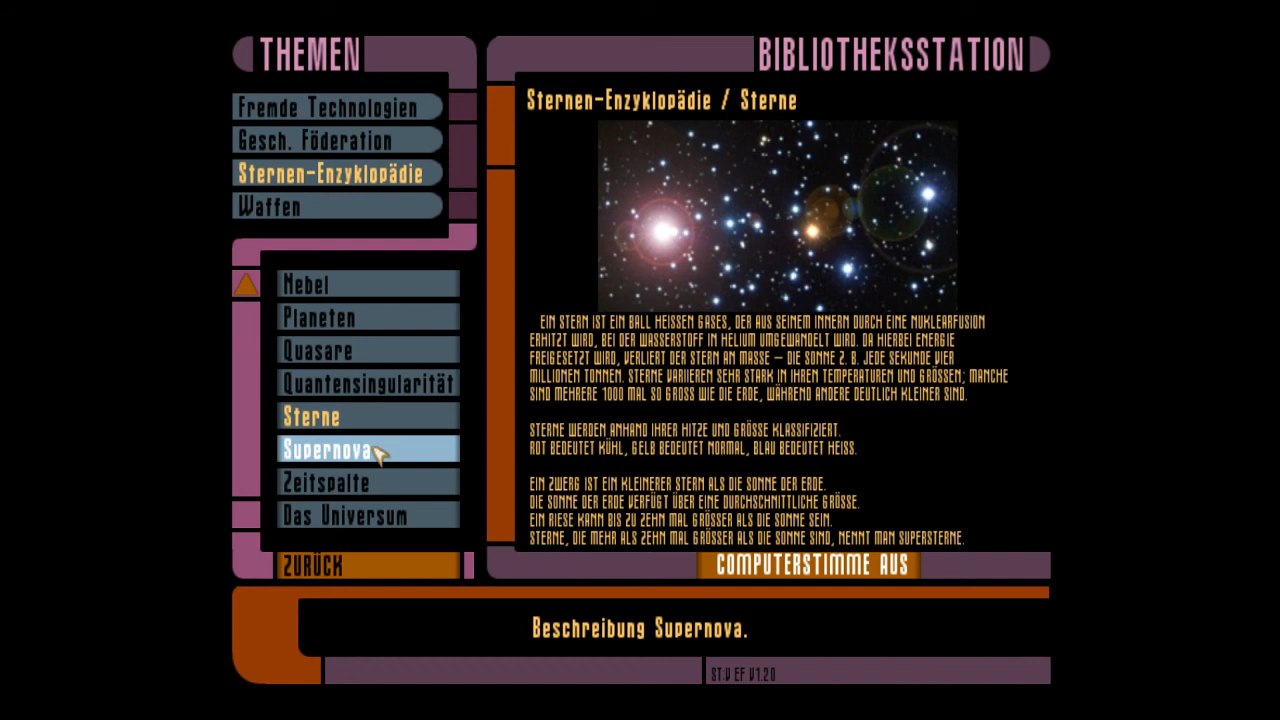 THEMEN
BIBLIOTHEKSSTATION
Fremde Technologien
Gesch. Föderation
Sternen-Enzyklopädie
Waffen
Nebel
Planeten
Quasare
Quantensingularität
Sterne
Supernova
Zeitspalte
Das Universum
ZURÜCK
Sternen-Enzyklopädie / Sterne
EIN STERN IST EIN BALL HEISSEN GASES, DER AUS SEINEM INNERN DURCH EINE NUKLEARFUSION
ERHITZT WIRD, BEI DER WASSERSTOFF IN HELIUM UMGEWANDELT WIRD. DA HIERBEI ENERGIE
FREIGESETZT WIRD, VERLIERT DER STERN AN MASSE – DIE SONNE Z. B. JEDE SEKUNDE VIER
MILLIONEN TONNEN. STERNE VARIIEREN SEHR STARK IN IHREN TEMPERATUREN UND GRÖSSEN; MANCHE
SIND MEHRERE 1000 MAL SO GROSS WIE DIE ERDE, WÄHREND ANDERE DEUTLICH KLEINER SIND.
STERNE WERDEN ANHAND IHRER HITZE UND GRÖSSE KLASSIFIZIERT.
ROT BEDEUTET KÜHL, GELB BEDEUTET NORMAL, BLAU BEDEUTET HEISS.
EIN ZWERG IST EIN KLEINERER STERN ALS DIE SONNE DER ERDE.
DIE SONNE DER ERDE VERFÜGT ÜBER EINE DURCHSCHNITTLICHE GRÖSSE.
EIN RIESE KANN BIS ZU ZEHN MAL GRÖSSER ALS DIE SONNE SEIN.
STERNE, DIE MEHR ALS ZEHN MAL GRÖSSER ALS DIE SONNE SIND, NENNT MAN SUPERSTERNE.
COMPUTERSTIMME AUS
Beschreibung Supernova.
ST:V EF V1.20